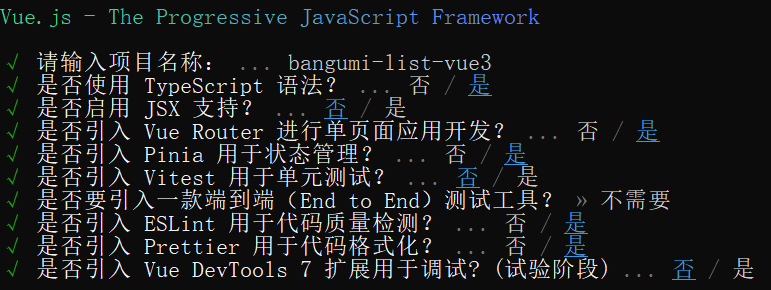 Vue.js - The Progressive JavaScript Framework
√ 请输入项目名称： ... bangumi-list-vue3
√ 是否使用 TypeScript 语法？ ... 否 / 是
√ 是否启用 JSX 支持？ ... 否 / 是
√ 是否引入 Vue Router 进行单页面应用开发？ ... 否 / 是
√ 是否引入 Pinia 用于状态管理？ ... 否 / 是
√ 是否引入 Vitest 用于单元测试？ ... 否 / 是
√ 是否要引入一款端到端（End to End）测试工具？ » 不需要
√ 是否引入 ESLint 用于代码质量检测？ ... 否 / 是
√ 是否引入 Prettier 用于代码格式化？ ... 否 / 是
√ 是否引入 Vue DevTools 7 扩展用于调试? (试验阶段) ... 否 / 是